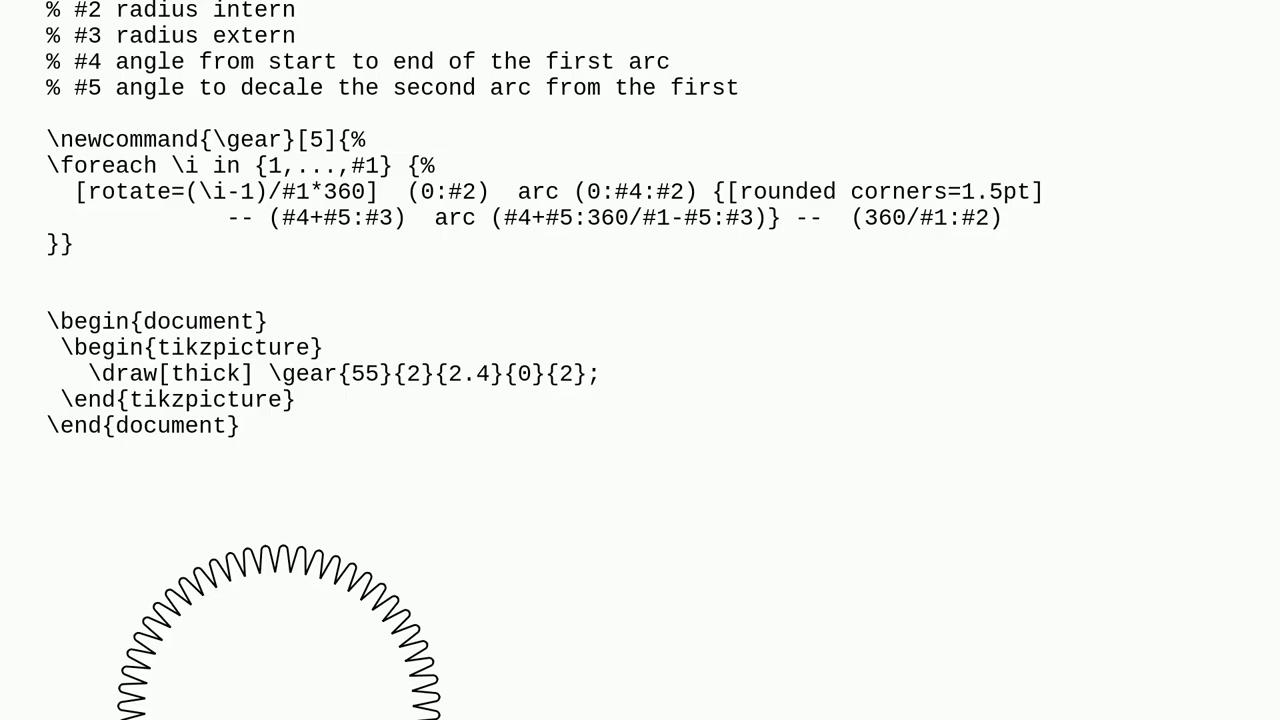 % #2 radius intern
% #3 radius extern
% #4 angle from start to end of the first arc
% #5 angle to decale the second arc from the first
\newcommand{\gear}[5]{%
\foreach \i in {1,...,#1} {%
  [rotate=(\i-1)/#1*360]  (0:#2)  arc (0:#4:#2) {[rounded corners=1.5pt]
             -- (#4+#5:#3)  arc (#4+#5:360/#1-#5:#3)} --  (360/#1:#2)
}}
\begin{document}
 \begin{tikzpicture}
   \draw[thick] \gear{55}{2}{2.4}{0}{2};
 \end{tikzpicture}
\end{document}